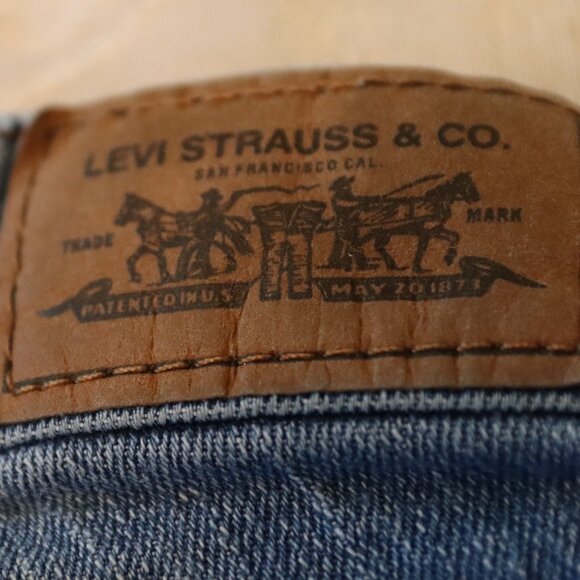 LEVI STRAUSS & CO.
SAN FRANCISCO CAL.
TRADE MARK
PATENTED IN U.S. MAY 20 1873